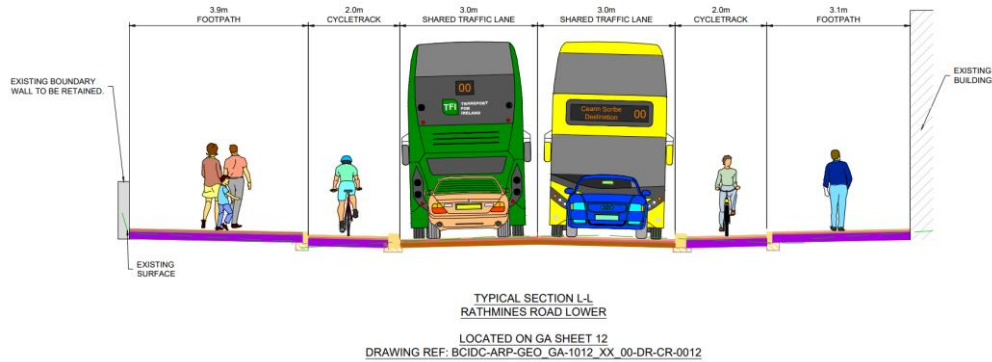 3.9m
FOOTPATH
2.0m
CYCLETRACK
3.0m
SHARED TRAFFIC LANE
3.0m
SHARED TRAFFIC LANE
2.0m
CYCLETRACK
3.1m
FOOTPATH
EXISTING BOUNDARY
WALL TO BE RETAINED.
EXISTING
BUILDING
00
TFI
TRANSPORT
FOR
IRELAND
Ceann Scribe
Destination
00
EXISTING
SURFACE
TYPICAL SECTION L-L
RATHMINES ROAD LOWER
LOCATED ON GA SHEET 12
DRAWING REF: BCIDC-ARP-GEO_GA-1012_XX_00-DR-CR-0012